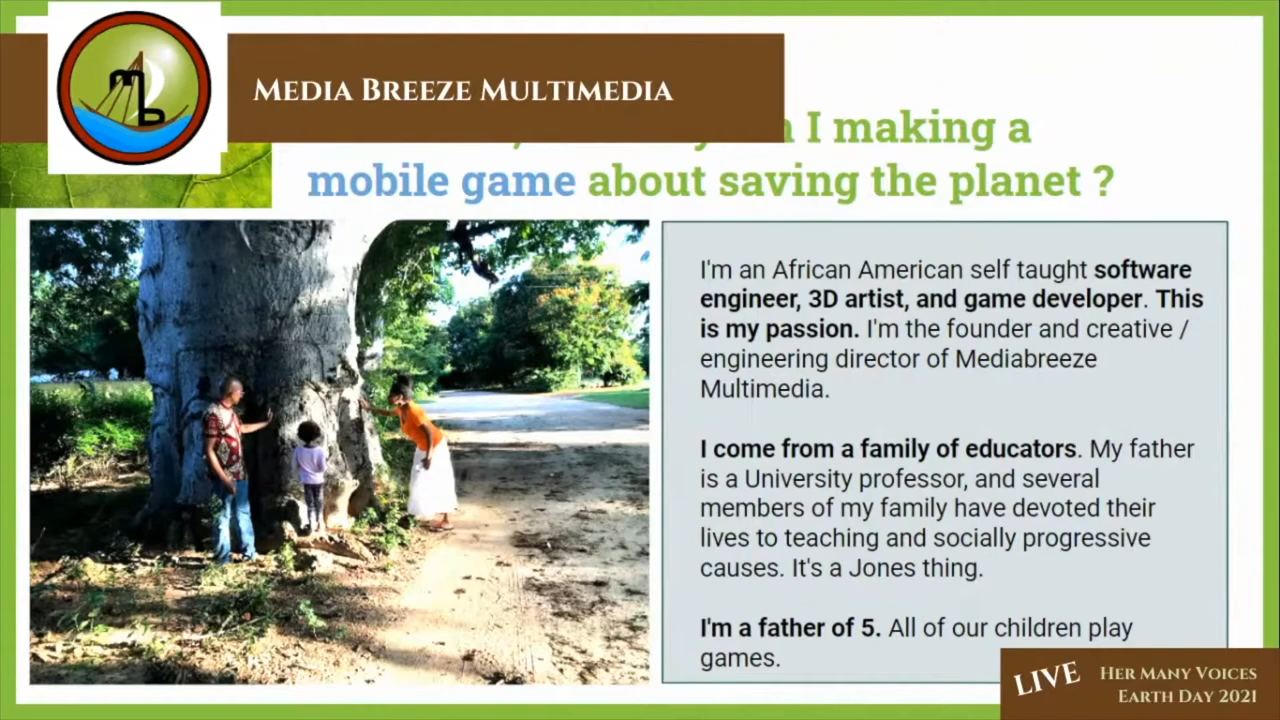 mb
MEDIA BREEZE MULTIMEDIA
I making a
mobile game about saving the planet ?
I'm an African American self taught software
engineer, 3D artist, and game developer. This
is my passion. I'm the founder and creative /
engineering director of Mediabreeze
Multimedia.
I come from a family of educators. My father
is a University professor, and several
members of my family have devoted their
lives to teaching and socially progressive
causes. It's a Jones thing.
I'm a father of 5. All of our children play
games.
LIVE
HER MANY VOICES
EARTH DAY 2021